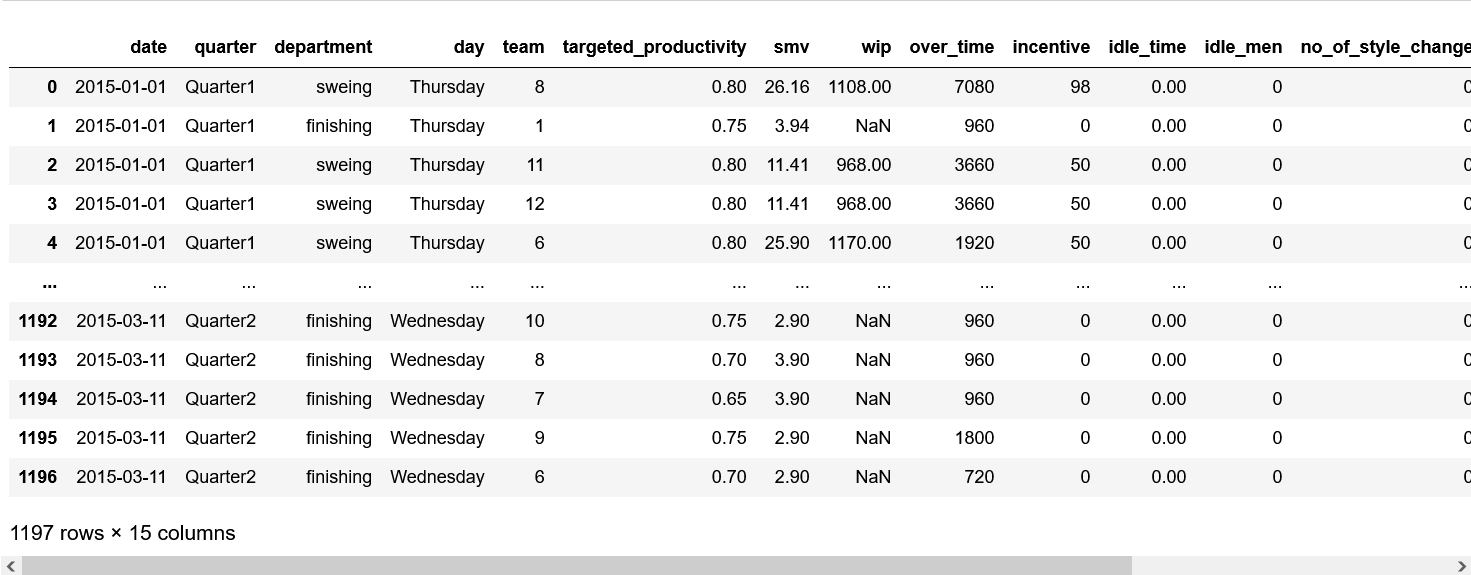 date quarter department day team targeted_productivity smv wip over_time incentive idle_time idle_men no_of_style_change
0 2015-01-01 Quarter1 sweing Thursday 8 0.80 26.16 1108.00 7080 98 0.00 0 0
1 2015-01-01 Quarter1 finishing Thursday 1 0.75 3.94 NaN 960 0 0.00 0 0
2 2015-01-01 Quarter1 sweing Thursday 11 0.80 11.41 968.00 3660 50 0.00 0 0
3 2015-01-01 Quarter1 sweing Thursday 12 0.80 11.41 968.00 3660 50 0.00 0 0
4 2015-01-01 Quarter1 sweing Thursday 6 0.80 25.90 1170.00 1920 50 0.00 0 0
... ... ... ... ... ... ... ... ... ... ... ... ... ...
1192 2015-03-11 Quarter2 finishing Wednesday 10 0.75 2.90 NaN 960 0 0.00 0 0
1193 2015-03-11 Quarter2 finishing Wednesday 8 0.70 3.90 NaN 960 0 0.00 0 0
1194 2015-03-11 Quarter2 finishing Wednesday 7 0.65 3.90 NaN 960 0 0.00 0 0
1195 2015-03-11 Quarter2 finishing Wednesday 9 0.75 2.90 NaN 1800 0 0.00 0 0
1196 2015-03-11 Quarter2 finishing Wednesday 6 0.70 2.90 NaN 720 0 0.00 0 0
1197 rows × 15 columns